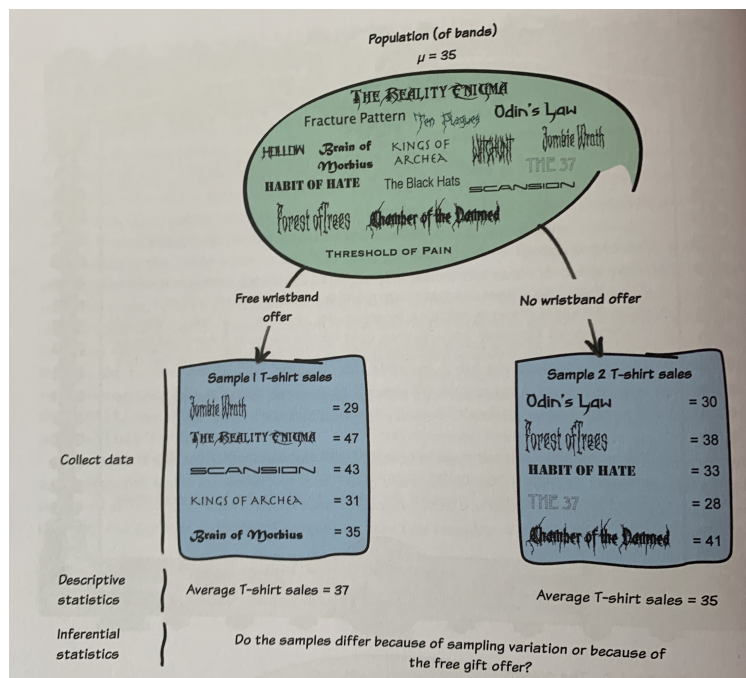 Population (of bands)
μ = 35
THE REALITY ENIGMA
Fracture Pattern Ten Plagues Odin's Law
HOLLOW Brain of Morbius KINGS OF ARCHEA WITCHUNT Zombie Wrath
THE 37
HABIT OF HATE The Black Hats SCANSION
Forest of Trees Chamber of the Damned
THRESHOLD OF PAIN
Free wristband
offer
No wristband offer
Collect data
Sample 1 T-shirt sales
Zombie Wrath = 29
THE REALITY ENIGMA = 47
SCANSION = 43
KINGS OF ARCHEA = 31
Brain of Morbius = 35
Sample 2 T-shirt sales
Odin's Law = 30
Forest of Trees = 38
HABIT OF HATE = 33
THE 37 = 28
Chamber of the Damned = 41
Descriptive
statistics
Average T-shirt sales = 37
Average T-shirt sales = 35
Inferential
statistics
Do the samples differ because of sampling variation or because of
the free gift offer?